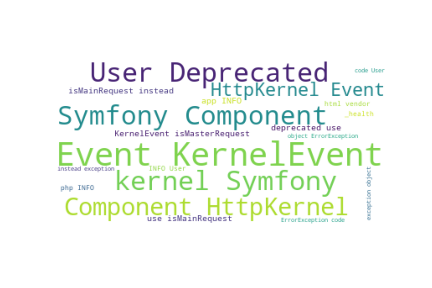 User Deprecated
code User
isMainRequest instead
HttpKernel Event
app INFO
html vendor
Symfony Component
_health
KernelEvent isMasterRequest
deprecated use
object ErrorException
Event KernelEvent
instead exception
INFO user
kernel Symfony
php INFO
exception object
Component HttpKernel
use isMainRequest
ErrorException code